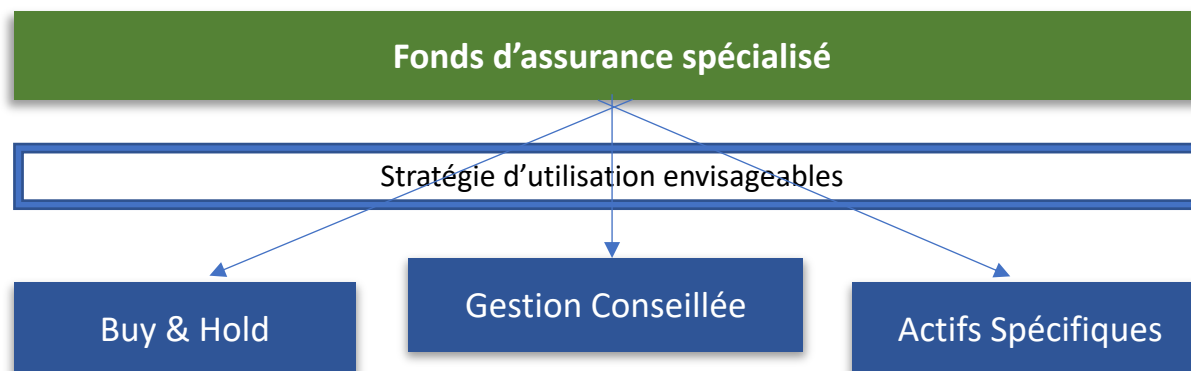 Fonds d’assurance spécialisé
Stratégie d’utilisation envisageables
Buy & Hold
Gestion Conseillée
Actifs Spécifiques